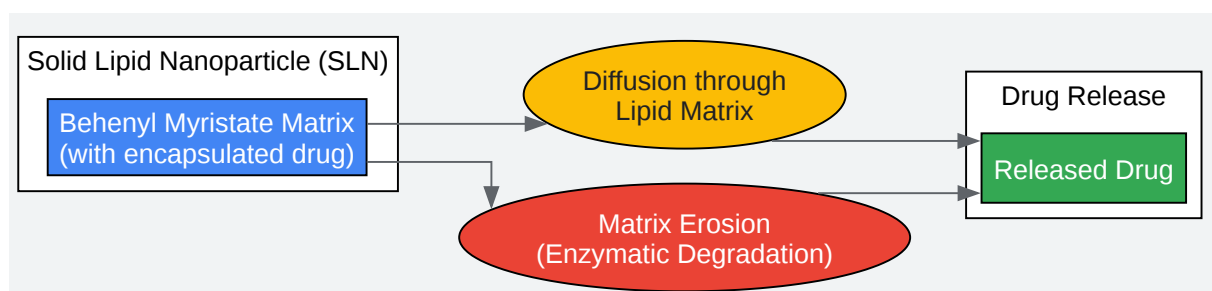 Solid Lipid Nanoparticle (SLN)
Behenyl Myristate Matrix
(with encapsulated drug)
Diffusion through
Lipid Matrix
Matrix Erosion
(Enzymatic Degradation)
Drug Release
Released Drug